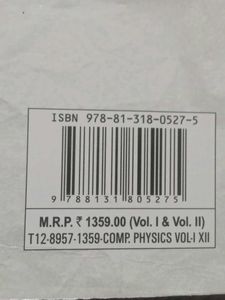 ISBN 978-81-318-0527-5
9 788131 805275
M.R.P. ₹ 1359.00 (Vol. I & Vol. II)
T12-8957-1359-COMP. PHYSICS VOL-I XII